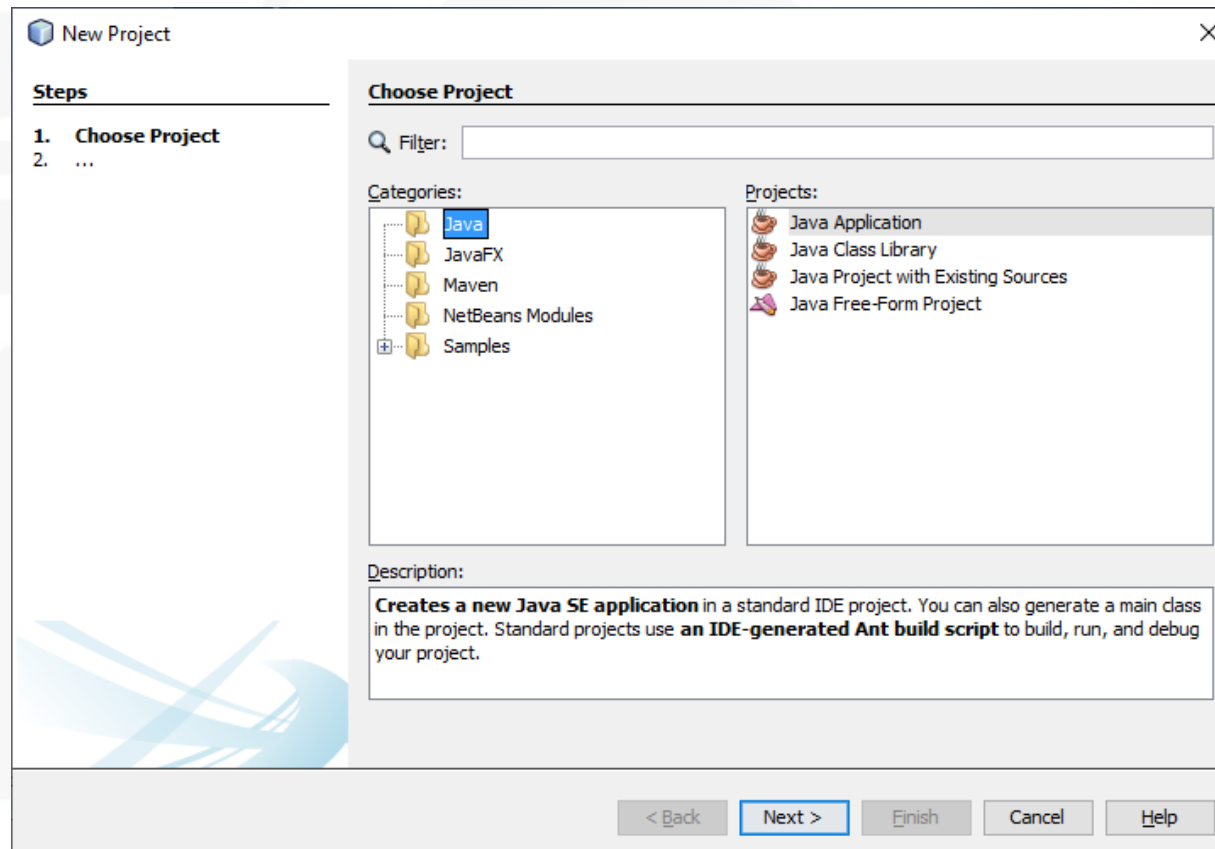 New Project
Steps
1. Choose Project
2. ...
Choose Project
Filter:
Categories:
Java
JavaFX
Maven
NetBeans Modules
Samples
Projects:
Java Application
Java Class Library
Java Project with Existing Sources
Java Free-Form Project
Description:
Creates a new Java SE application in a standard IDE project. You can also generate a main class
in the project. Standard projects use an IDE-generated Ant build script to build, run, and debug
your project.
< Back
Next >
Finish
Cancel
Help